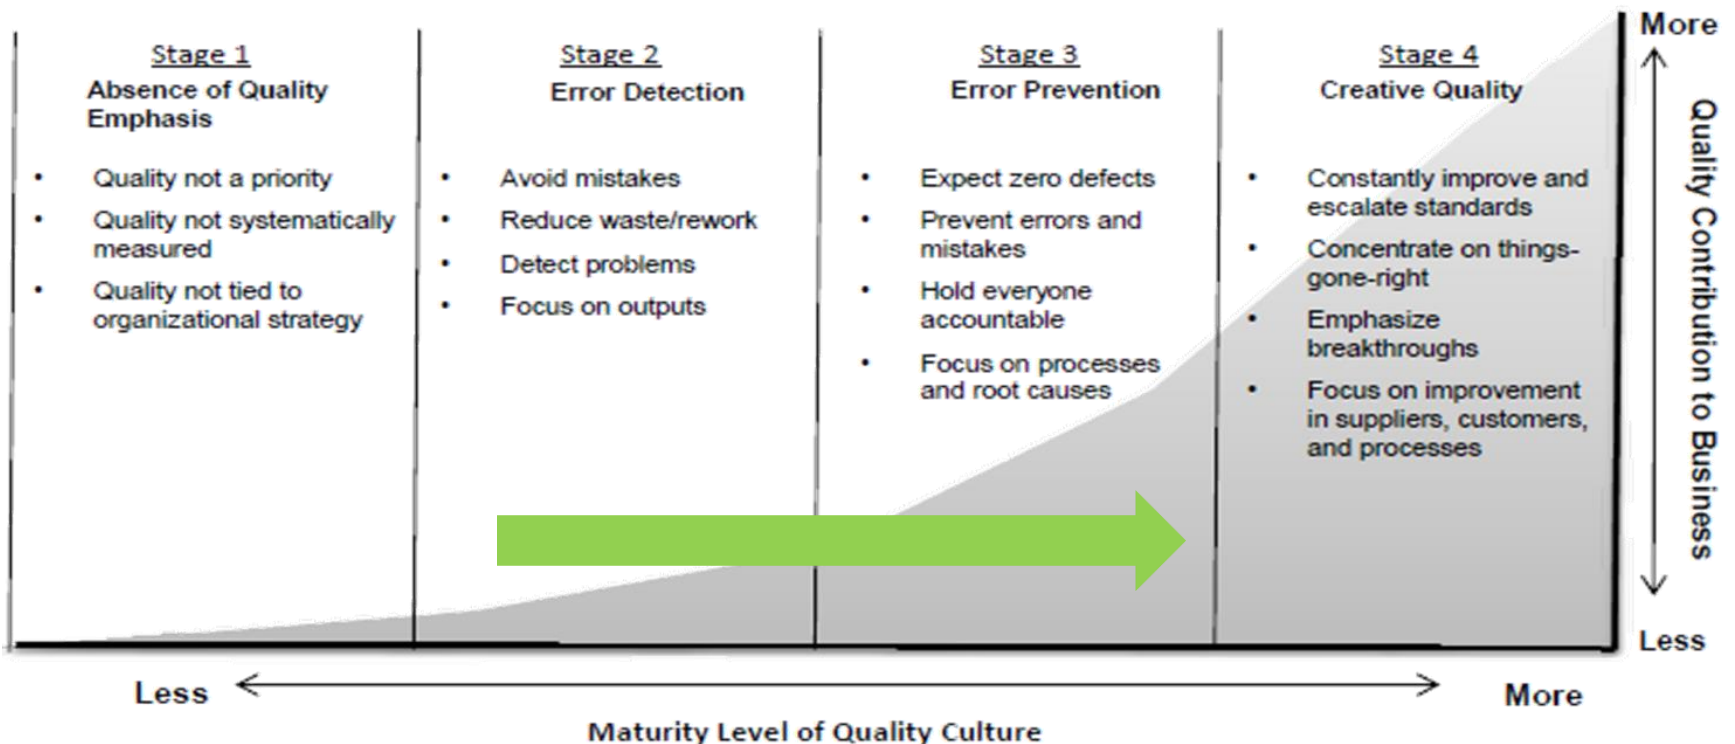 Stage 1
Absence of Quality
Emphasis
• Quality not a priority
• Quality not systematically
measured
• Quality not tied to
organizational strategy
Stage 2
Error Detection
• Avoid mistakes
• Reduce waste/rework
• Detect problems
• Focus on outputs
Stage 3
Error Prevention
• Expect zero defects
• Prevent errors and
mistakes
• Hold everyone
accountable
• Focus on processes
and root causes
Stage 4
Creative Quality
• Constantly improve and
escalate standards
• Concentrate on things-
gone-right
• Emphasize
breakthroughs
• Focus on improvement
in suppliers, customers,
and processes
More
Quality Contribution to Business
Less
Less
More
Maturity Level of Quality Culture